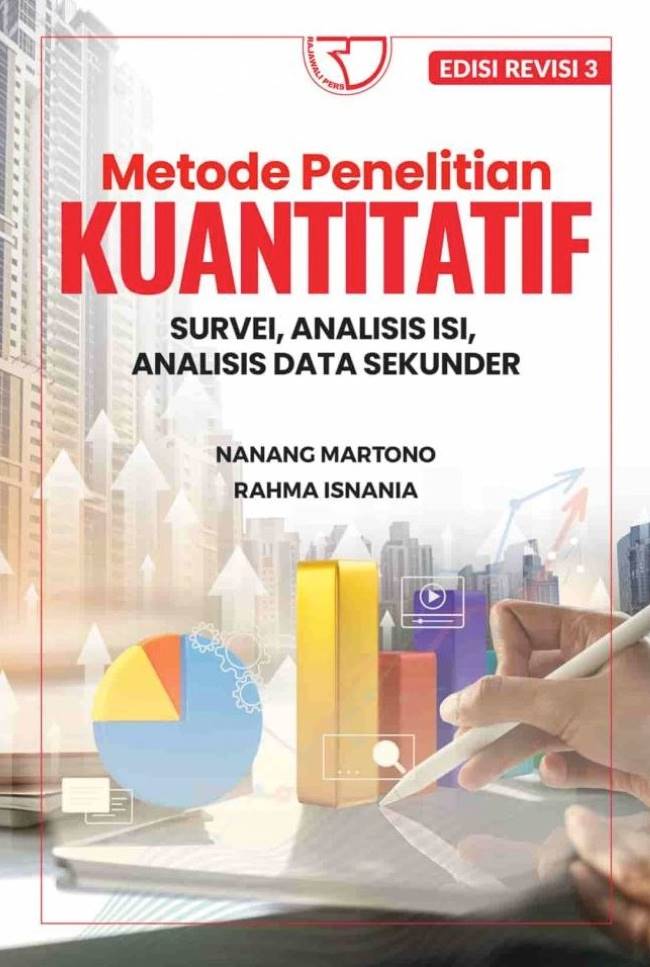 RAJAWALI PERS
EDISI REVISI 3
Metode Penelitian
KUANTITATIF
SURVEI, ANALISIS ISI,
ANALISIS DATA SEKUNDER
NANANG MARTONO
RAHMA ISNANIA